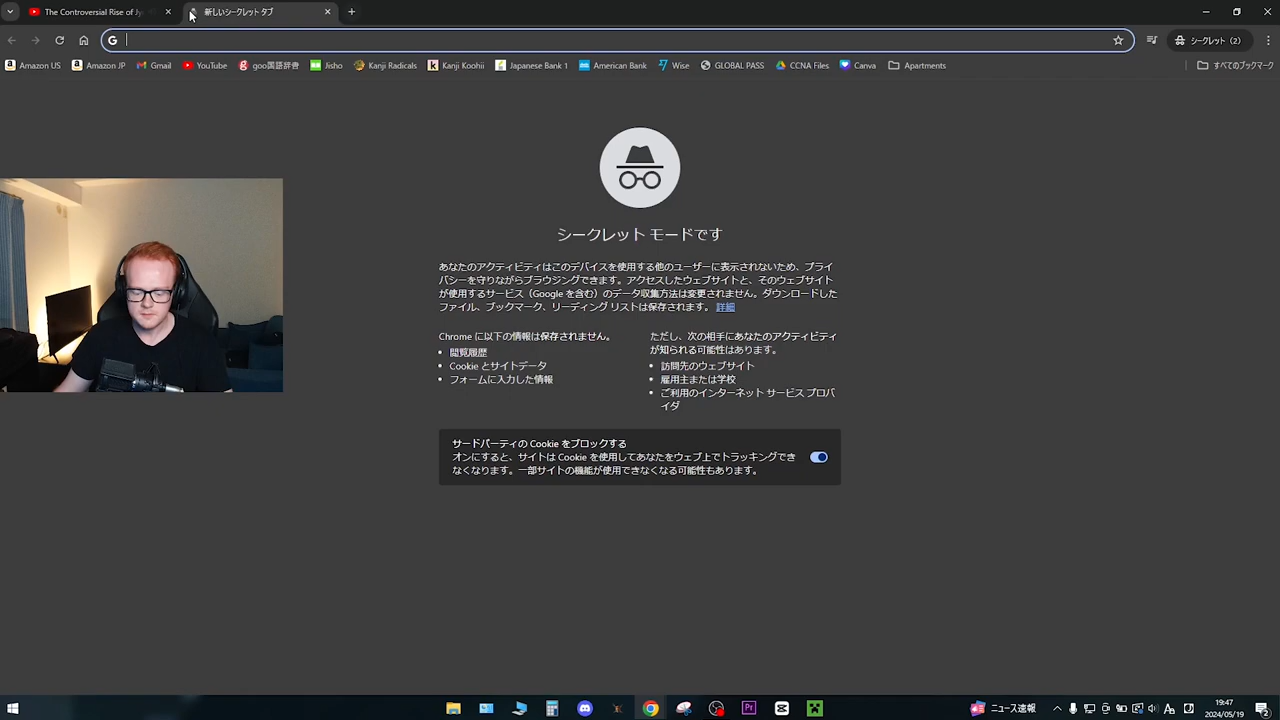 The Controversial Rise of Jy
新しいシークレット タブ
シークレット (2)
Amazon US
Amazon JP
Gmail
YouTube
goo国語辞書
Jisho
Kanji Radicals
Kanji Koohii
Japanese Bank 1
American Bank
Wise
GLOBAL PASS
CCNA Files
Canva
Apartments
すべてのブックマーク
シークレット モードです
あなたのアクティビティはこのデバイスを使用する他のユーザーに表示されないため、プライ
バシーを守りながらブラウジングできます。アクセスしたウェブサイトと、そのウェブサイト
が使用するサービス（Google を含む）のデータ収集方法は変更されません。ダウンロードした
ファイル、ブックマーク、リーディング リストは保存されます。 詳細
Chrome に以下の情報は保存されません。
閲覧履歴
Cookie とサイトデータ
フォームに入力した情報
ただし、次の相手にあなたのアクティビティ
が知られる可能性はあります。
訪問先のウェブサイト
雇用主または学校
ご利用のインターネット サービス プロバ
イダ
サードパーティの Cookie をブロックする
オンにすると、サイトは Cookie を使用してあなたをウェブ上でトラッキングでき
なくなります。一部サイトの機能が使用できなくなる可能性もあります。
ニュース速報
19:47
2024/05/19